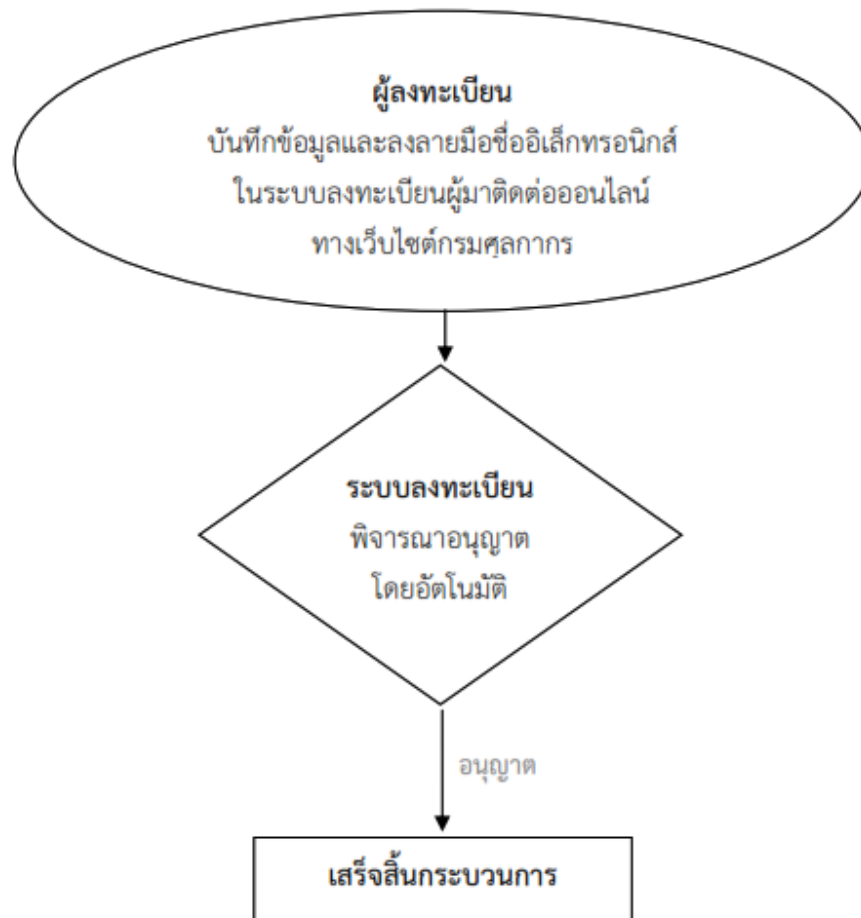 ผู้ลงทะเบียน
บันทึกข้อมูลและลงลายมือชื่ออิเล็กทรอนิกส์
ในระบบลงทะเบียนผู้มาติดต่อออนไลน์
ทางเว็บไซต์กรมศุลกากร
ระบบลงทะเบียน
พิจารณาอนุญาต
โดยอัตโนมัติ
อนุญาต
เสร็จสิ้นกระบวนการ